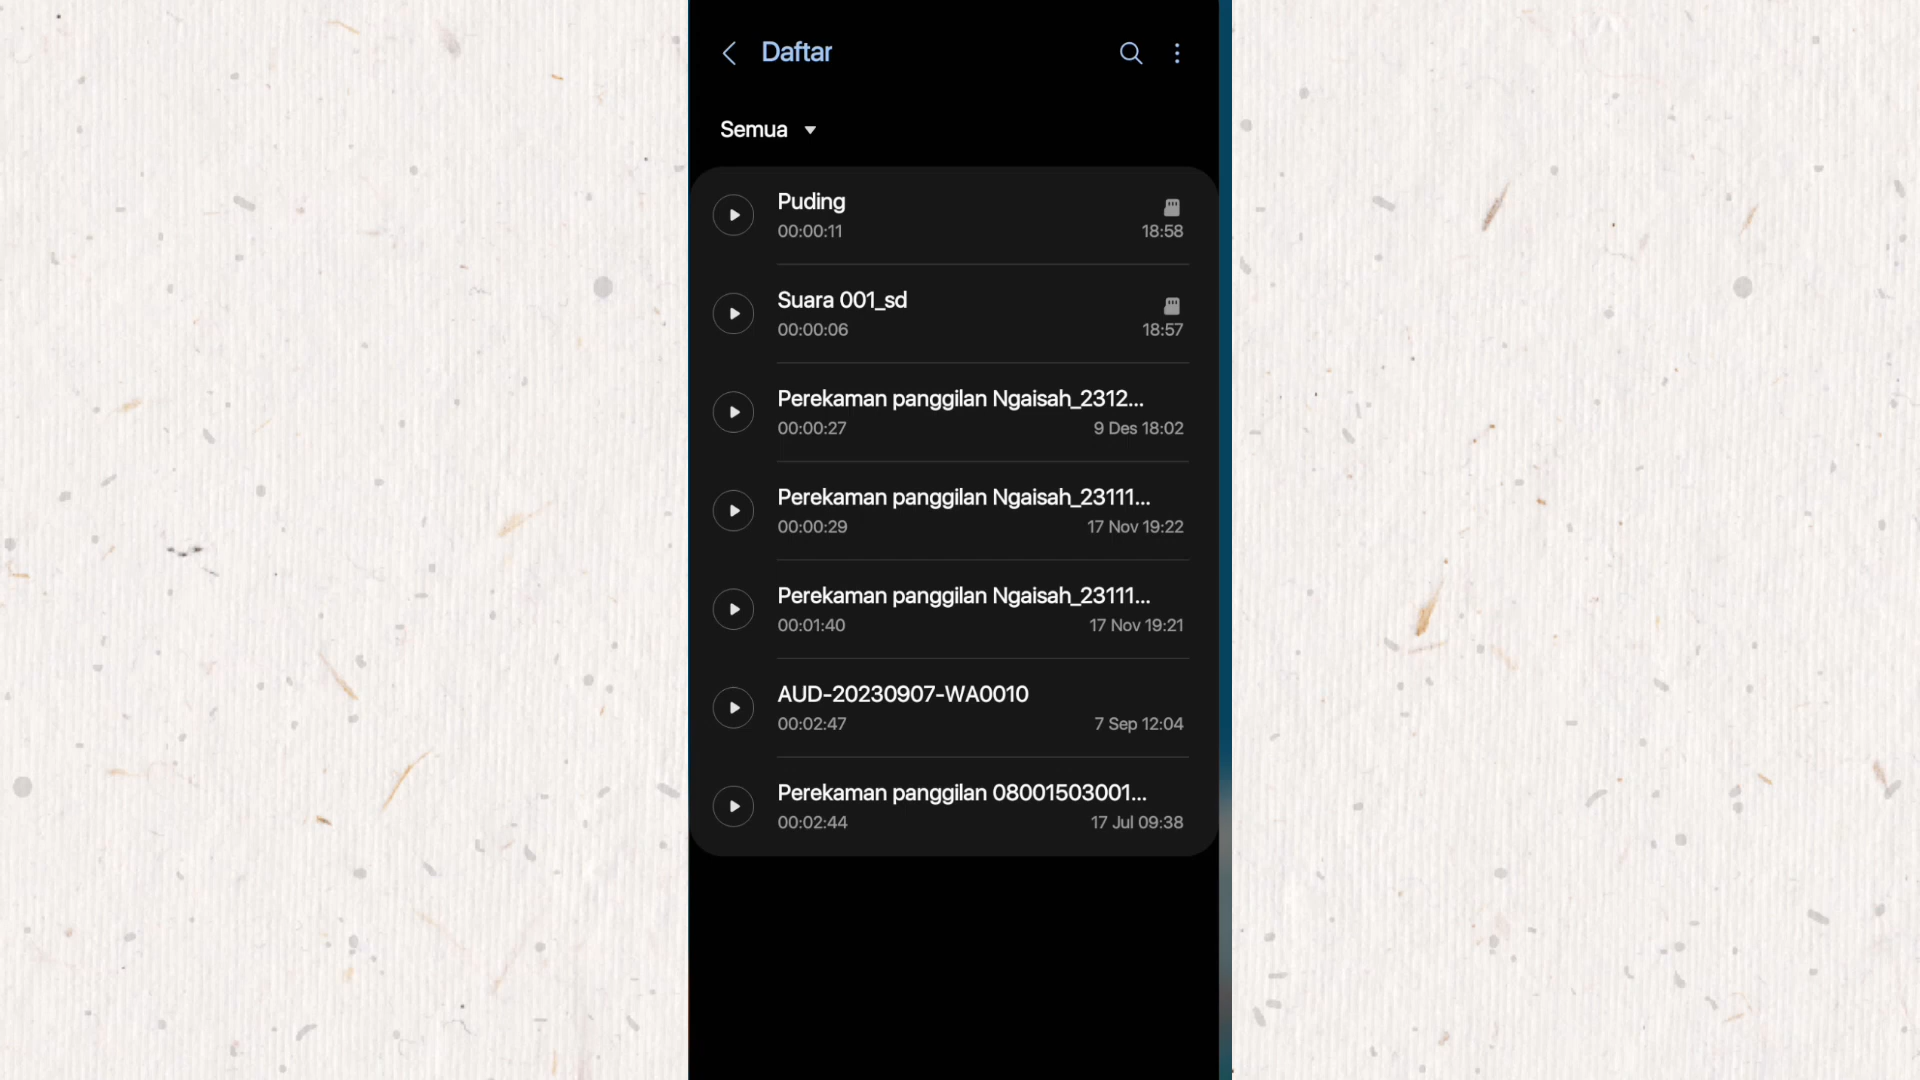 Daftar
Semua
Puding
00:00:11 18:58
Suara 001_sd
00:00:06 18:57
Perekaman panggilan Ngaisah_2312...
00:00:27 9 Des 18:02
Perekaman panggilan Ngaisah_23111...
00:00:29 17 Nov 19:22
Perekaman panggilan Ngaisah_23111...
00:01:40 17 Nov 19:21
AUD-20230907-WA0010
00:02:47 7 Sep 12:04
Perekaman panggilan 08001503001...
00:02:44 17 Jul 09:38